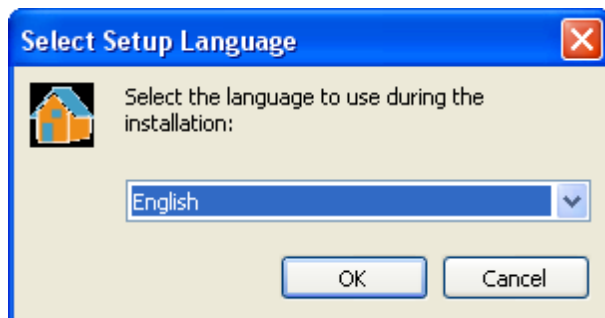 Select Setup Language
Select the language to use during the
installation:
English
OK
Cancel